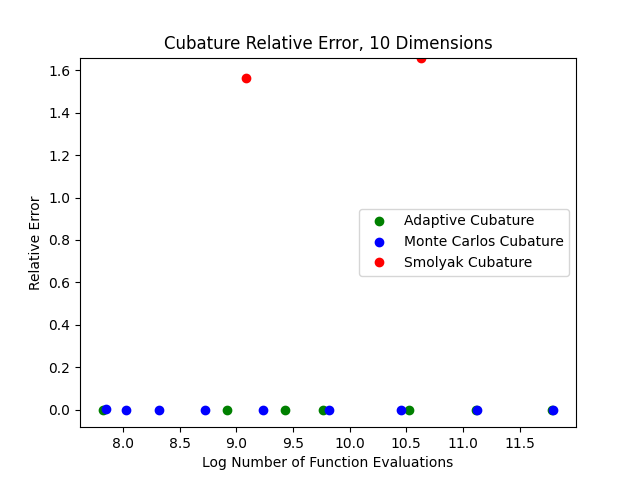 Cubature Relative Error, 10 Dimensions
1.6
1.4
1.2
1.0
0.8
0.6
0.4
0.2
0.0
Relative Error
Adaptive Cubature
Monte Carlos Cubature
Smolyak Cubature
8.0 8.5 9.0 9.5 10.0 10.5 11.0 11.5
Log Number of Function Evaluations